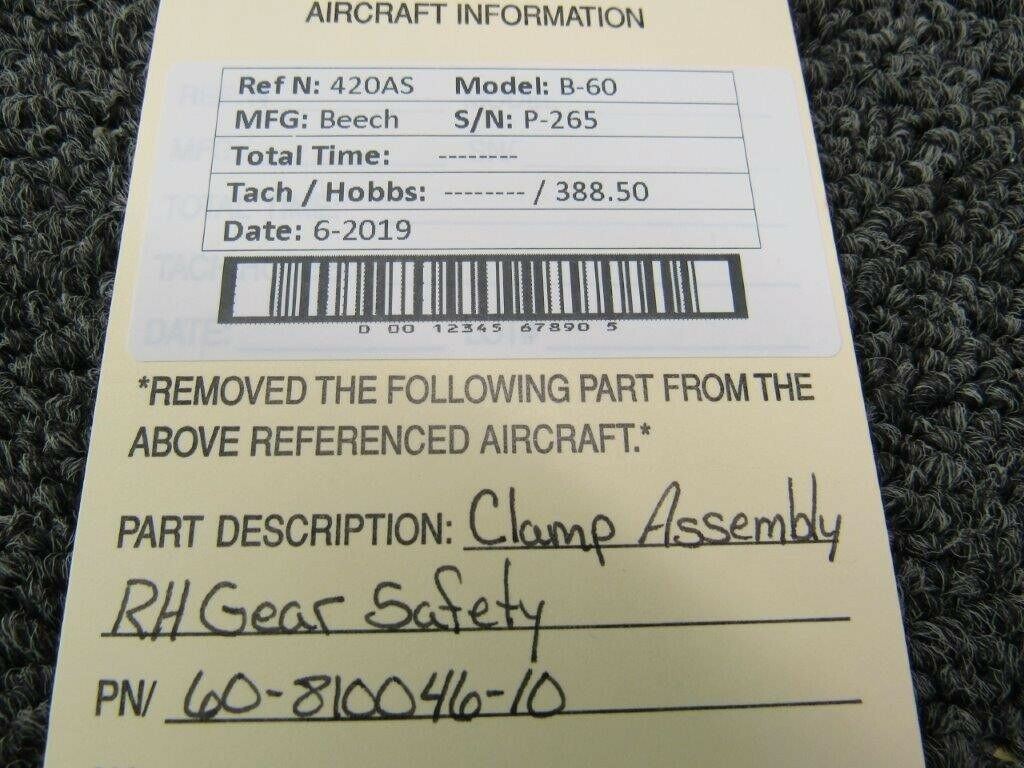 AIRCRAFT INFORMATION
Ref N: 420AS Model: B-60
MFG: Beech S/N: P-265
Total Time: --------
Tach / Hobbs: -------- / 388.50
Date: 6-2019
D 00 12345 67890 5
*REMOVED THE FOLLOWING PART FROM THE
ABOVE REFERENCED AIRCRAFT.*
PART DESCRIPTION: Clamp Assembly
RH Gear Safety
PN/ 60-810046-10